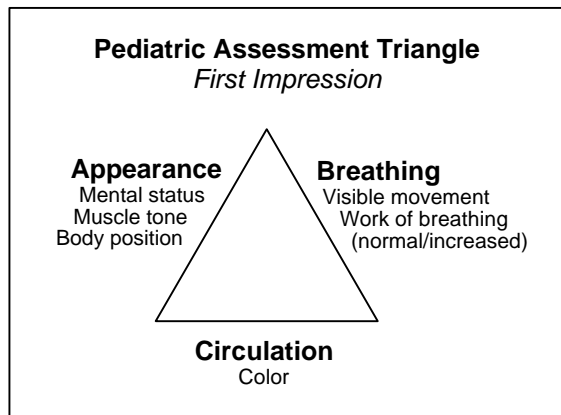 Pediatric Assessment Triangle
First Impression
Appearance
Mental status
Muscle tone
Body position
Breathing
Visible movement
Work of breathing
(normal/increased)
Circulation
Color